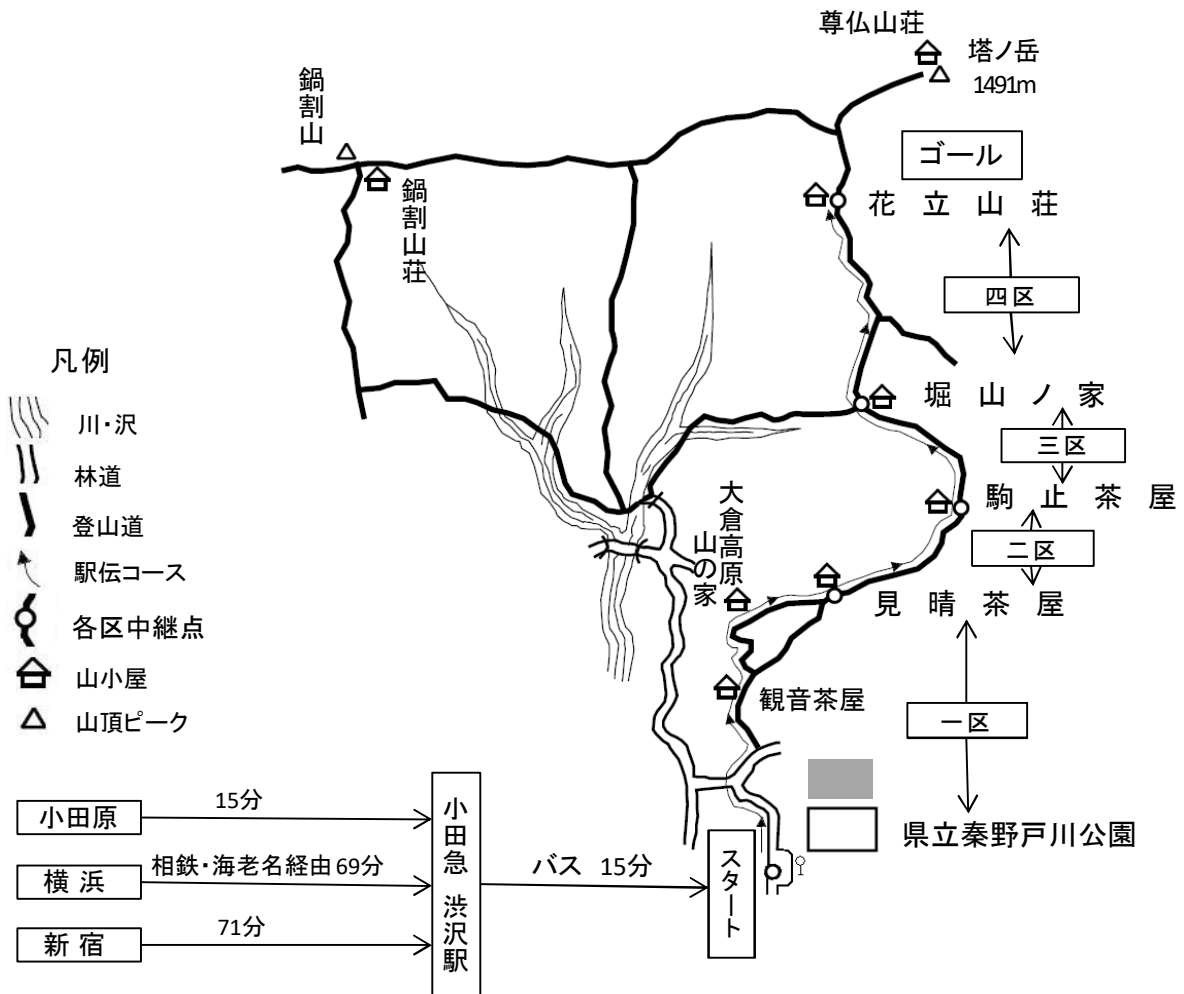 尊仏山荘
塔ノ岳
1491m
鍋割山
ゴール
鍋割山荘
花立山荘
四区
凡例
川・沢
林道
登山道
駅伝コース
各区中継点
山小屋
山頂ピーク
堀山ノ家
三区
駒止茶屋
大倉高原
山の家
二区
見晴茶屋
観音茶屋
一区
県立秦野戸川公園
小田原
15分
横浜
相鉄・海老名経由69分
新宿
71分
小田急 渋沢駅
バス 15分
スタート